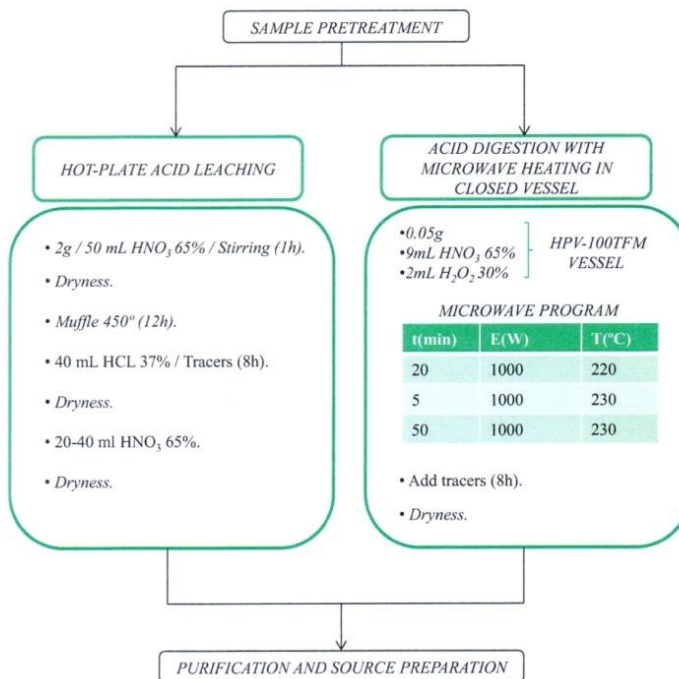 SAMPLE PRETREATMENT
HOT-PLATE ACID LEACHING
• 2g / 50 mL HNO₃ 65% / Stirring (1h).
• Dryness.
• Muffle 450º (12h).
• 40 mL HCL 37% / Tracers (8h).
• Dryness.
• 20-40 ml HNO₃ 65%.
• Dryness.
ACID DIGESTION WITH
MICROWAVE HEATING IN
CLOSED VESSEL
•0.05g
•9mL HNO₃ 65%
•2mL H₂O₂ 30%
HPV-100TFM
VESSEL
MICROWAVE PROGRAM
t(min) E(W) T(ºC)
20 1000 220
5 1000 230
50 1000 230
• Add tracers (8h).
• Dryness.
PURIFICATION AND SOURCE PREPARATION